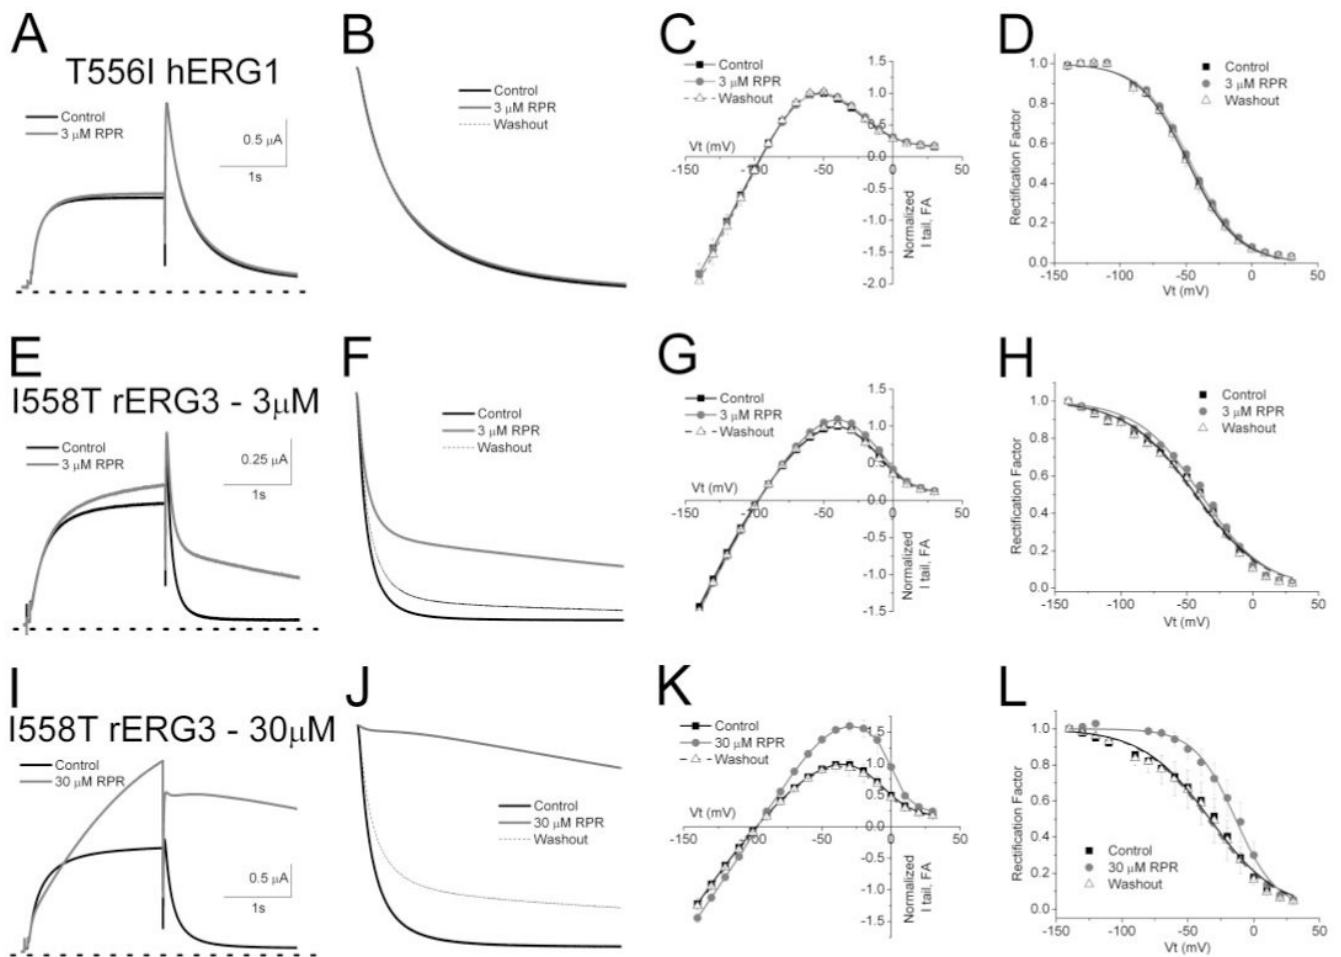 A
T556I hERG1
Control
3 μM RPR
0.5 μA
1s
B
Control
3 μM RPR
Washout
C
Control
3 μM RPR
Washout
Vt (mV)
-150 -100 -50 0 50
1.5
1.0
0.5
0.0
-0.5
-1.0
-1.5
-2.0
Normalized
I tail, FA
D
Control
3 μM RPR
Washout
Rectification Factor
1.0
0.8
0.6
0.4
0.2
0.0
-150 -100 -50 0 50
Vt (mV)
E
I558T rERG3 - 3μM
Control
3 μM RPR
0.25 μA
1s
F
Control
3 μM RPR
Washout
G
Control
3 μM RPR
Washout
Vt (mV)
-150 -100 -50 0 50
1.5
1.0
0.5
0.0
-0.5
-1.0
-1.5
Normalized
I tail, FA
H
Control
3 μM RPR
Washout
Rectification Factor
1.0
0.8
0.6
0.4
0.2
0.0
-150 -100 -50 0 50
Vt (mV)
I
I558T rERG3 - 30μM
Control
30 μM RPR
0.5 μA
1s
J
Control
30 μM RPR
Washout
K
Control
30 μM RPR
Washout
Vt (mV)
-150 -100 -50 0 50
1.5
1.0
0.5
0.0
-0.5
-1.0
-1.5
Normalized
I tail, FA
L
Control
30 μM RPR
Washout
Rectification Factor
1.0
0.8
0.6
0.4
0.2
0.0
-150 -100 -50 0 50
Vt (mV)